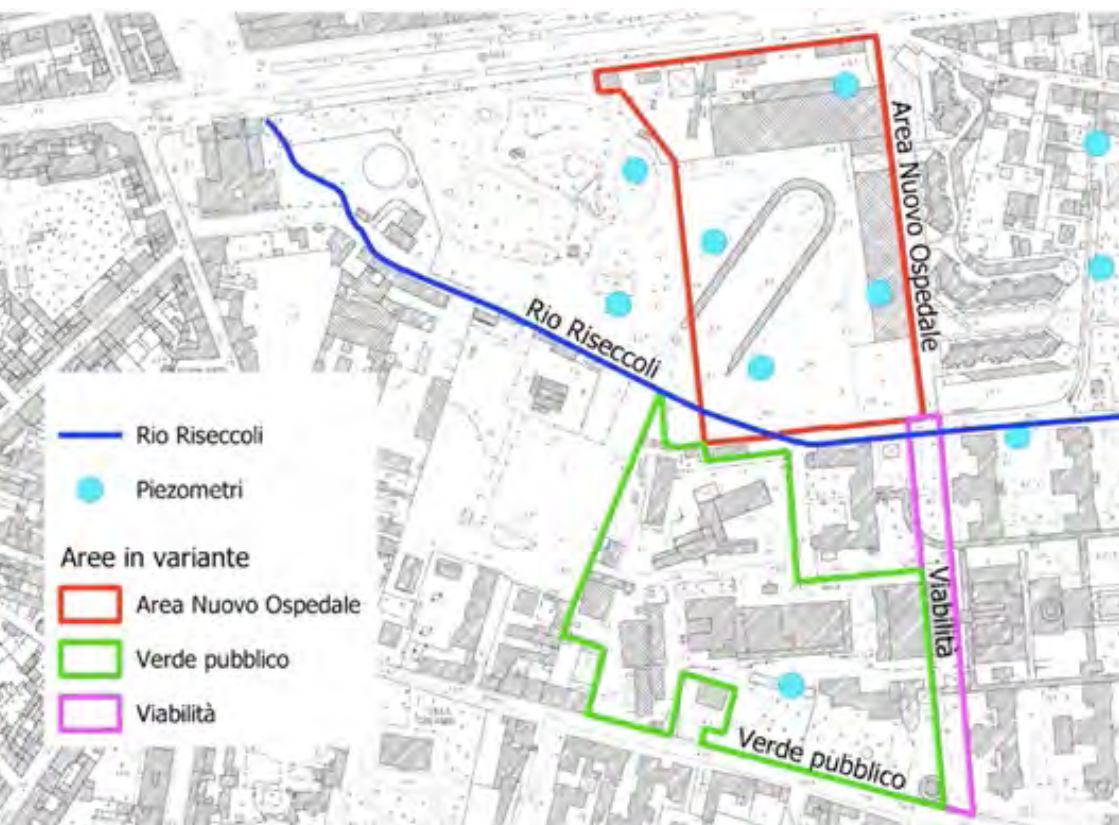 Area Nuovo Ospedale
Rio Riseccoli
Rio Riseccoli
Piezometri
Aree in variante
Area Nuovo Ospedale
Verde pubblico
Viabilità
Viabilità
Verde pubblico